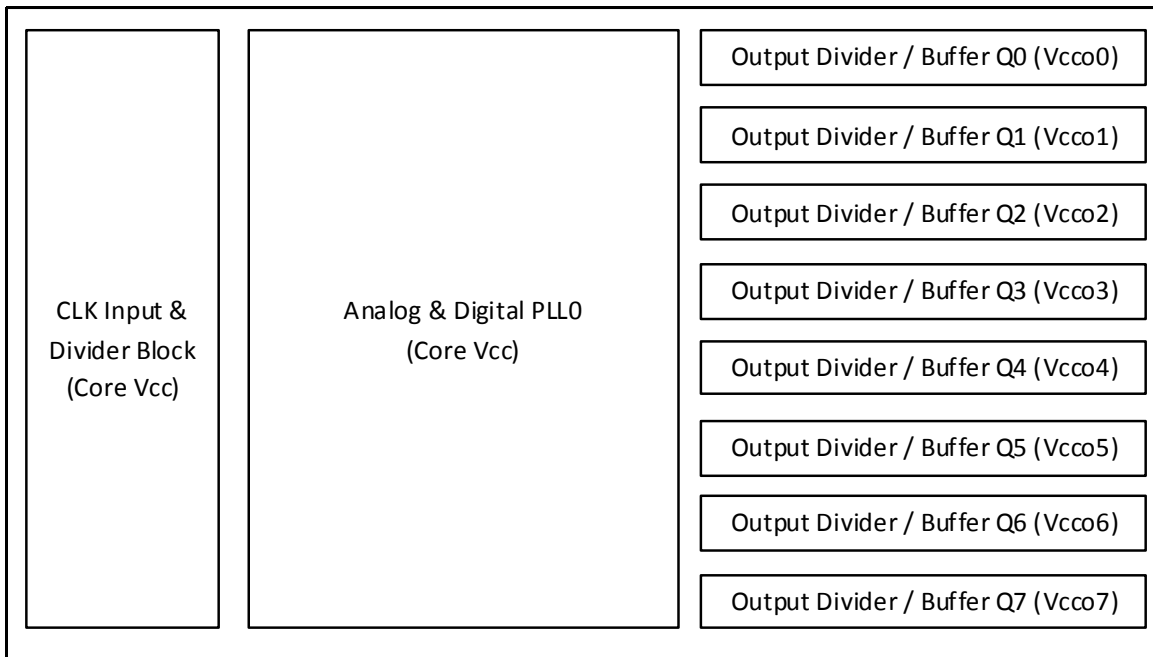 CLK Input &
Divider Block
(Core Vcc)
Analog & Digital PLL0
(Core Vcc)
Output Divider / Buffer Q0 (Vcco0)
Output Divider / Buffer Q1 (Vcco1)
Output Divider / Buffer Q2 (Vcco2)
Output Divider / Buffer Q3 (Vcco3)
Output Divider / Buffer Q4 (Vcco4)
Output Divider / Buffer Q5 (Vcco5)
Output Divider / Buffer Q6 (Vcco6)
Output Divider / Buffer Q7 (Vcco7)